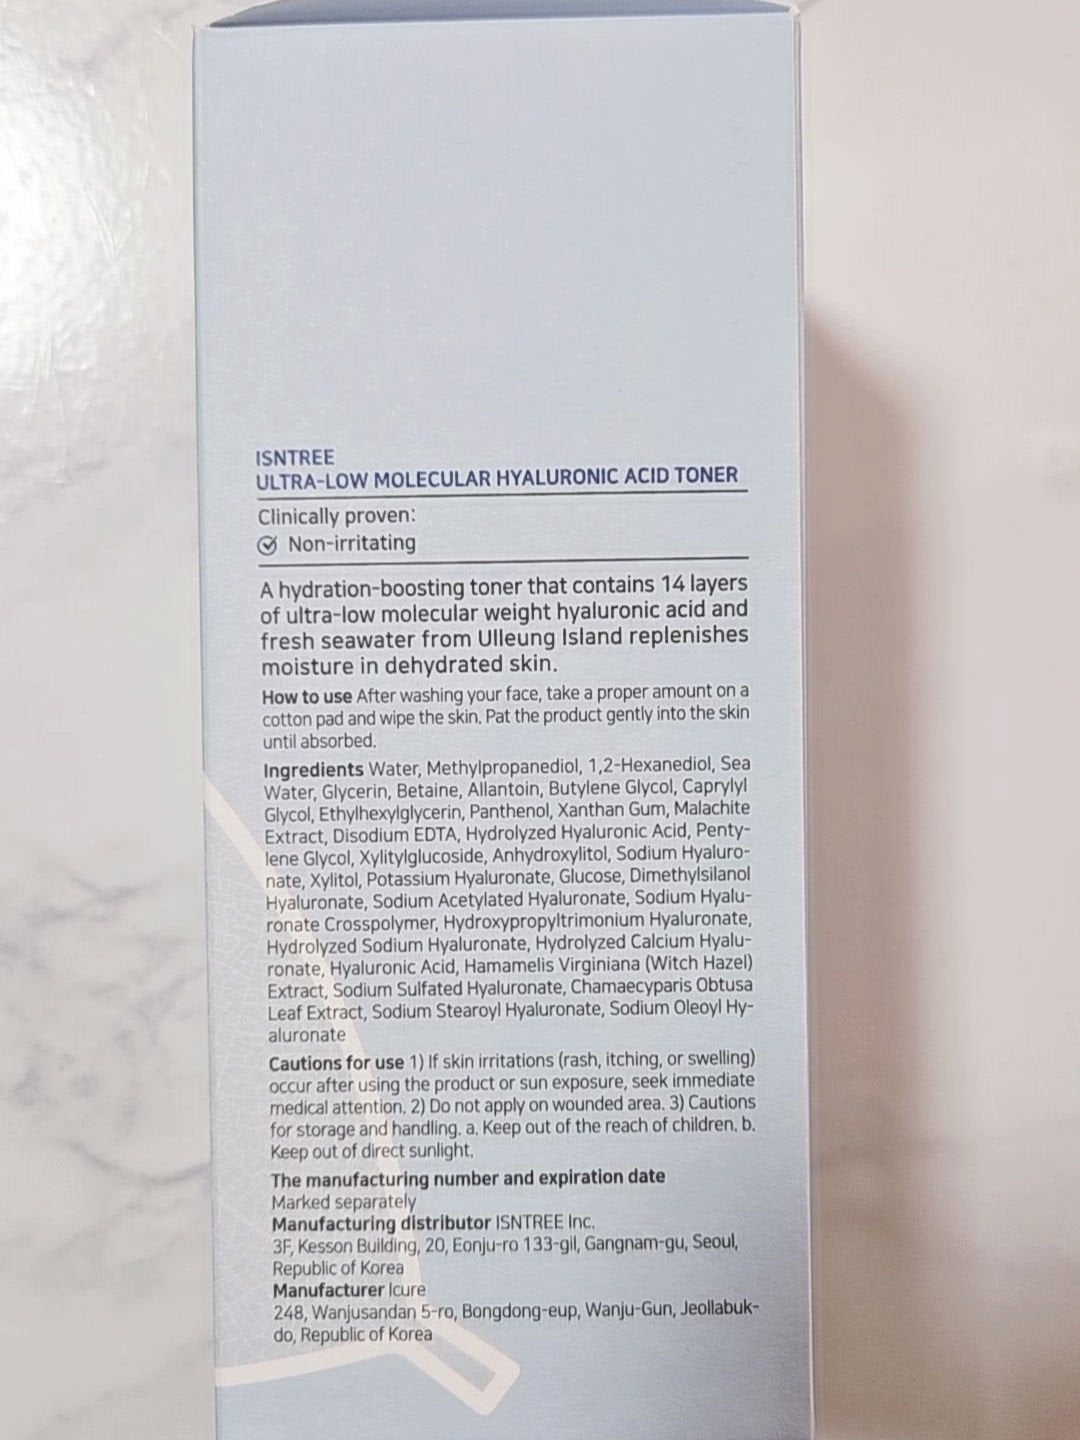 ISNTREE
ULTRA-LOW MOLECULAR HYALURONIC ACID TONER
Clinically proven:
Non-irritating
A hydration-boosting toner that contains 14 layers
of ultra-low molecular weight hyaluronic acid and
fresh seawater from Ulleung Island replenishes
moisture in dehydrated skin.
How to use After washing your face, take a proper amount on a
cotton pad and wipe the skin. Pat the product gently into the skin
until absorbed.
Ingredients Water, Methylpropanediol, 1,2-Hexanediol, Sea
Water, Glycerin, Betaine, Allantoin, Butylene Glycol, Caprylyl
Glycol, Ethylhexylglycerin, Panthenol, Xanthan Gum, Malachite
Extract, Disodium EDTA, Hydrolyzed Hyaluronic Acid, Penty-
lene Glycol, Xylitylglucoside, Anhydroxylitol, Sodium Hyaluro-
nate, Xylitol, Potassium Hyaluronate, Glucose, Dimethylsilanol
Hyaluronate, Sodium Acetylated Hyaluronate, Sodium Hyalu-
ronate Crosspolymer, Hydroxypropyltrimonium Hyaluronate,
Hydrolyzed Sodium Hyaluronate, Hydrolyzed Calcium Hyalu-
ronate, Hyaluronic Acid, Hamamelis Virginiana (Witch Hazel)
Extract, Sodium Sulfated Hyaluronate, Chamaecyparis Obtusa
Leaf Extract, Sodium Stearoyl Hyaluronate, Sodium Oleoyl Hy-
aluronate
Cautions for use 1) If skin irritations (rash, itching, or swelling)
occur after using the product or sun exposure, seek immediate
medical attention. 2) Do not apply on wounded area. 3) Cautions
for storage and handling. a. Keep out of the reach of children. b.
Keep out of direct sunlight.
The manufacturing number and expiration date
Marked separately
Manufacturing distributor ISNTREE Inc.
3F, Kesson Building, 20, Eonju-ro 133-gil, Gangnam-gu, Seoul,
Republic of Korea
Manufacturer Icure
248, Wanjusandan 5-ro, Bongdong-eup, Wanju-Gun, Jeollabuk-
do, Republic of Korea